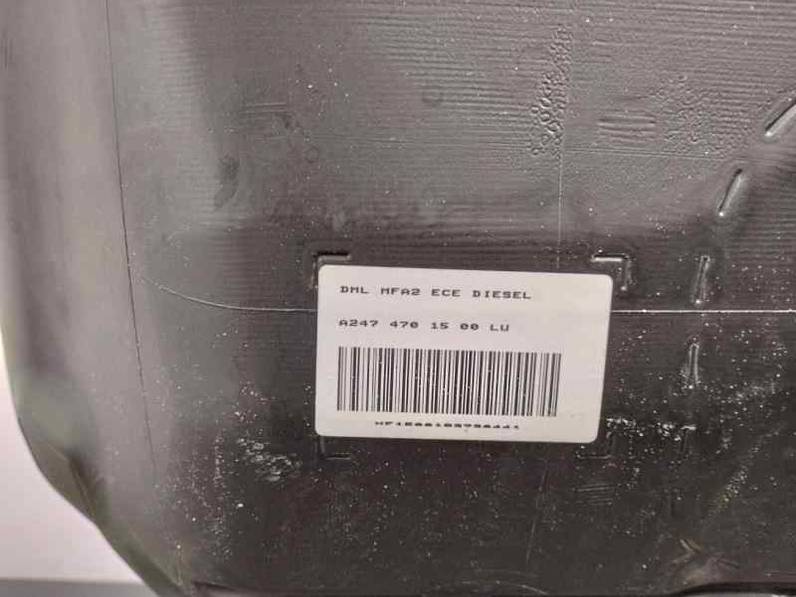 DML MFA2 ECE DIESEL
A247 470 15 00 LU